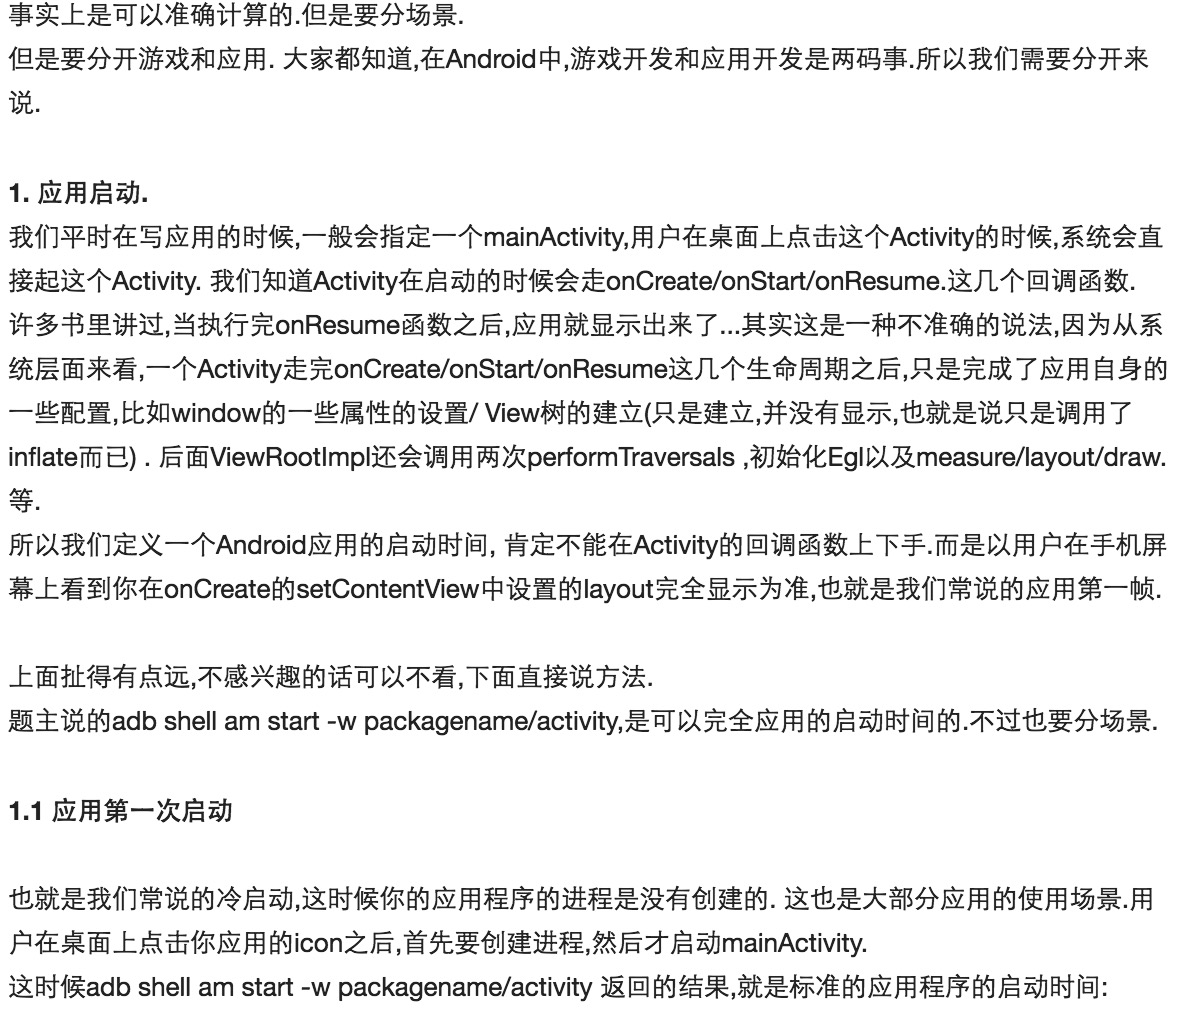 事实上是可以准确计算的.但是要分场景.
但是要分开游戏和应用. 大家都知道,在Android中,游戏开发和应用开发是两码事.所以我们需要分开来
说.
1. 应用启动.
我们平时在写应用的时候,一般会指定一个mainActivity,用户在桌面上点击这个Activity的时候,系统会直
接起这个Activity. 我们知道Activity在启动的时候会走onCreate/onStart/onResume.这几个回调函数.
许多书里讲过,当执行完onResume函数之后,应用就显示出来了...其实这是一种不准确的说法,因为从系
统层面来看,一个Activity走完onCreate/onStart/onResume这几个生命周期之后,只是完成了应用自身的
一些配置,比如window的一些属性的设置/ View树的建立(只是建立,并没有显示,也就是说只是调用了
inflate而已) . 后面ViewRootImpl还会调用两次performTraversals ,初始化Egl以及measure/layout/draw.
等.
所以我们定义一个Android应用的启动时间, 肯定不能在Activity的回调函数上下手.而是以用户在手机屏
幕上看到你在onCreate的setContentView中设置的layout完全显示为准,也就是我们常说的应用第一帧.
上面扯得有点远,不感兴趣的话可以不看,下面直接说方法.
题主说的adb shell am start -w packagename/activity,是可以完全应用的启动时间的.不过也要分场景.
1.1 应用第一次启动
也就是我们常说的冷启动,这时候你的应用程序的进程是没有创建的. 这也是大部分应用的使用场景.用
户在桌面上点击你应用的icon之后,首先要创建进程,然后才启动mainActivity.
这时候adb shell am start -w packagename/activity 返回的结果,就是标准的应用程序的启动时间: